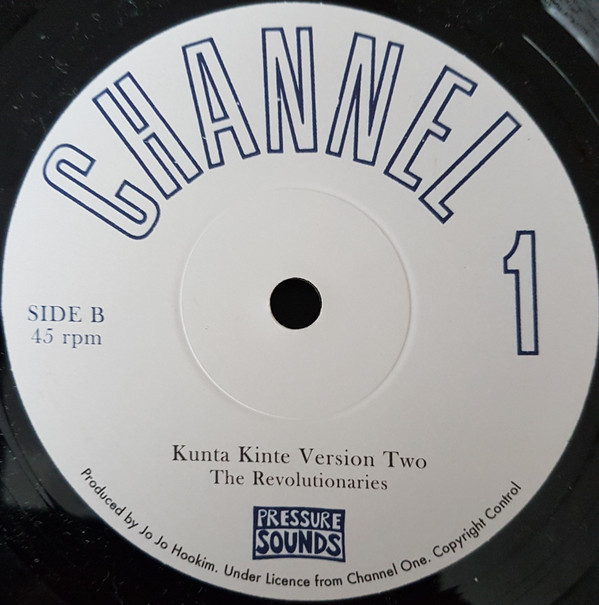 CHANNEL 1
SIDE B
45 rpm
Kunta Kinte Version Two
The Revolutionaries
PRESSURE
SOUNDS
Produced by Jo Jo Hookim. Under Licence from Channel One. Copyright Control